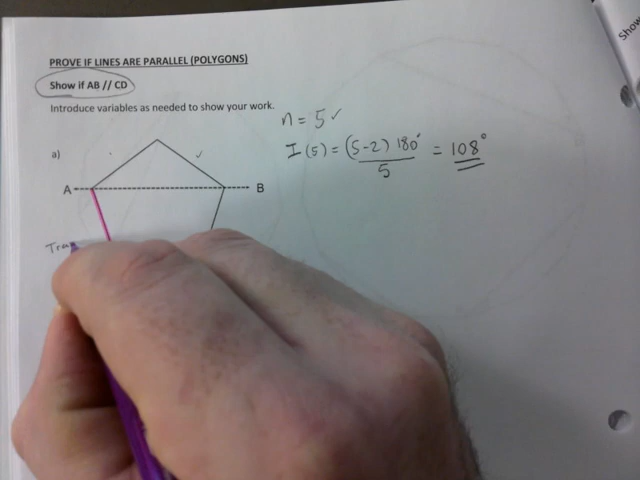 PROVE IF LINES ARE PARALLEL (POLYGONS)
Show if AB // CD
Introduce variables as needed to show your work.
n = 5 ✓
I (5) = (5-2) 180° = 108°
5
a)
A
B
Show